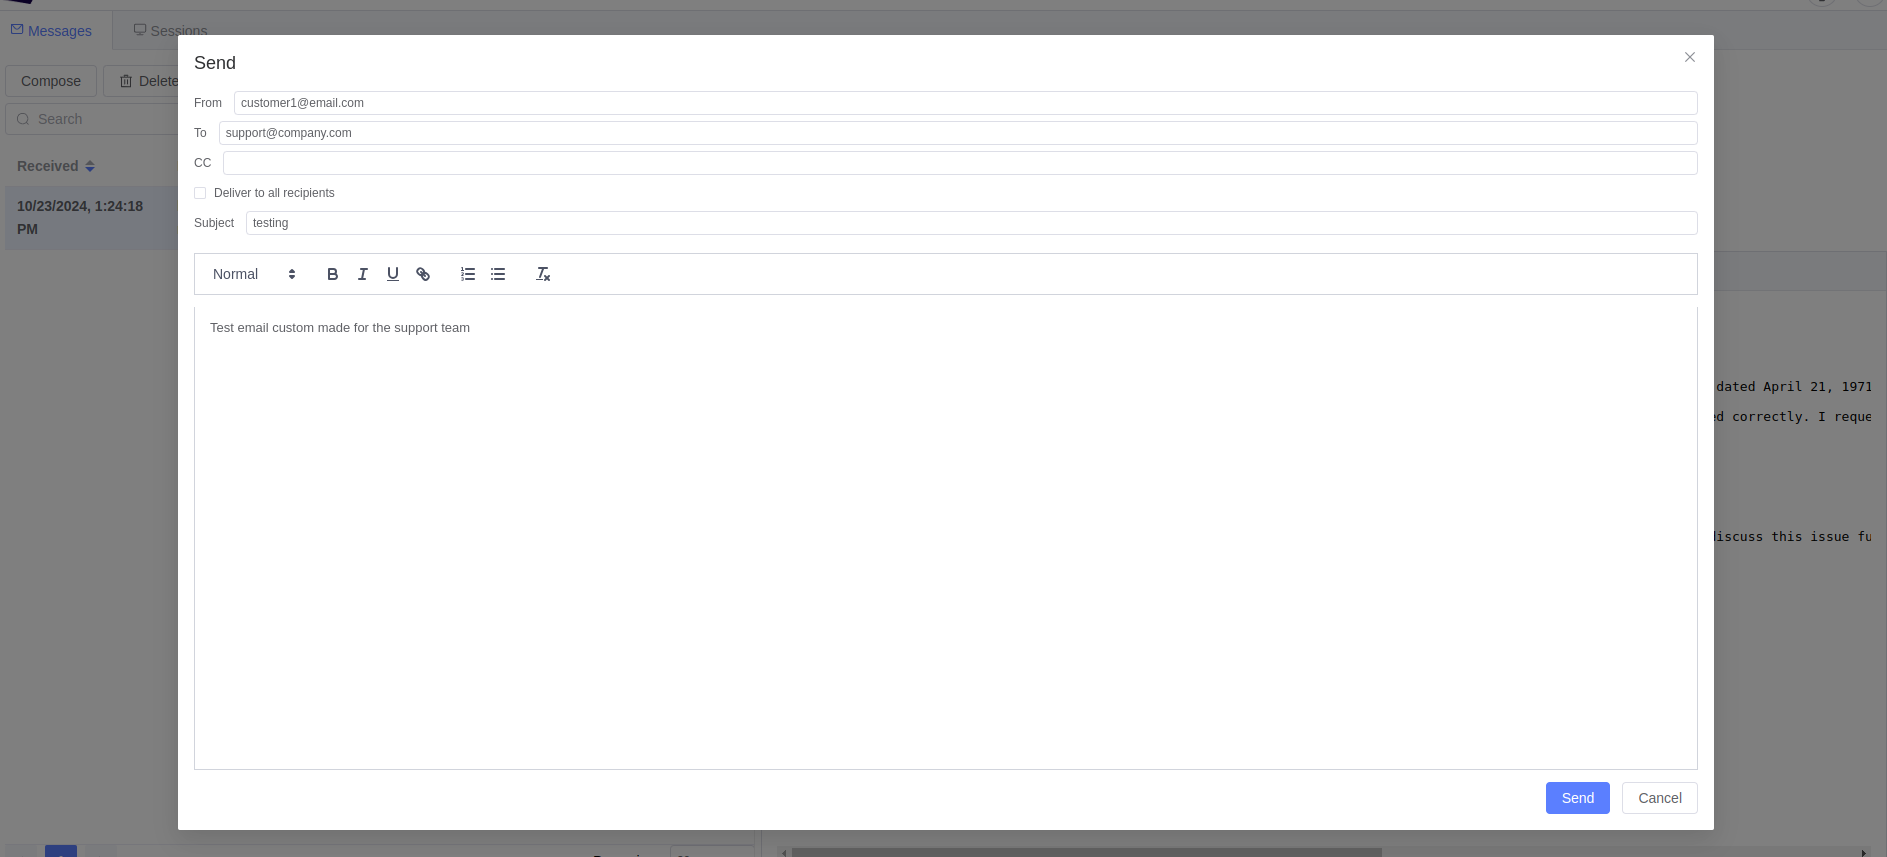 Messages
Sessions
Compose
Delete
Search
Received
10/23/2024, 1:24:18
PM
Send
From
customer1@email.com
To
support@company.com
CC
Deliver to all recipients
Subject
testing
Normal
Test email custom made for the support team
dated April 21, 1971
ed correctly. I reque
discuss this issue fu
Send
Cancel